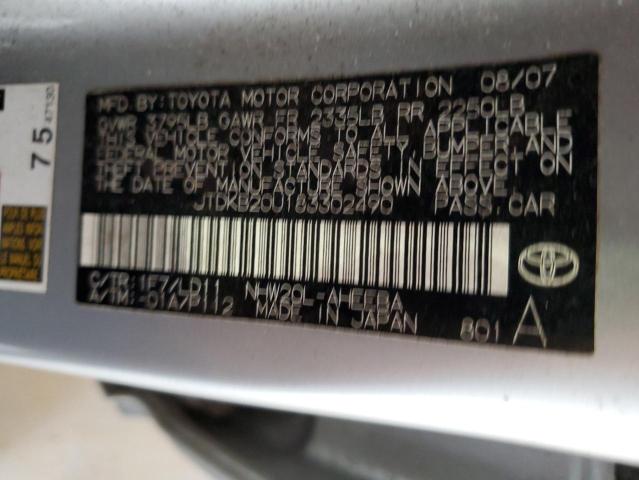 MFD. BY: TOYOTA MOTOR CORPORATION 08/07
GVWR 3795LB GAWR FR 2335LB RR 2250LB
THIS VEHICLE CONFORMS TO ALL APPLICABLE
FEDERAL MOTOR VEHICLE SAFETY, BUMPER, AND
THEFT PREVENTION STANDARDS IN EFFECT ON
THE DATE OF MANUFACTURE SHOWN ABOVE.
JTDKB20U183302490 PASS. CAR
C/TR: 1F7/LD11 NHW20L-AHEEBA
A/TM: -01A/P112 MADE IN JAPAN 801 A
75
47130